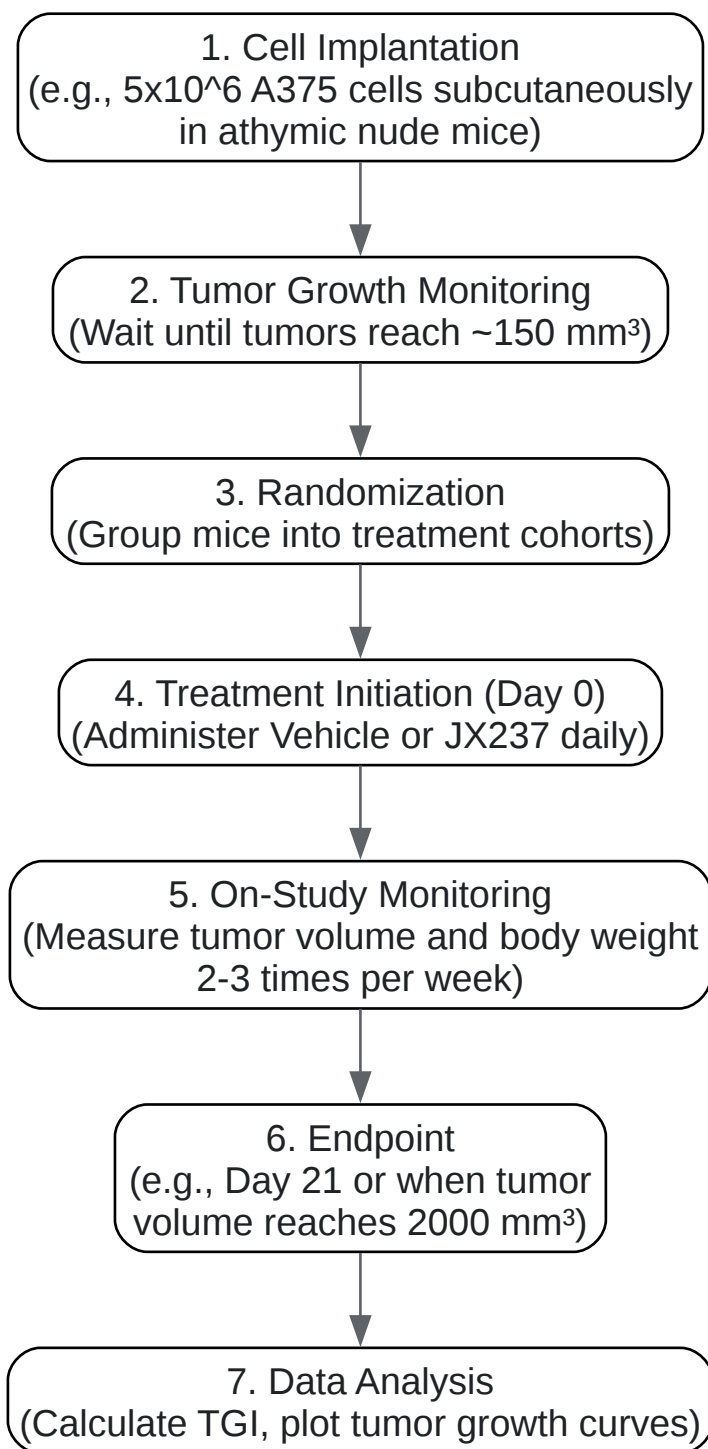 1. Cell Implantation
(e.g., 5x10^6 A375 cells subcutaneously
in athymic nude mice)
2. Tumor Growth Monitoring
(Wait until tumors reach ~150 mm³)
3. Randomization
(Group mice into treatment cohorts)
4. Treatment Initiation (Day 0)
(Administer Vehicle or JX237 daily)
5. On-Study Monitoring
(Measure tumor volume and body weight
2-3 times per week)
6. Endpoint
(e.g., Day 21 or when tumor
volume reaches 2000 mm³)
7. Data Analysis
(Calculate TGI, plot tumor growth curves)